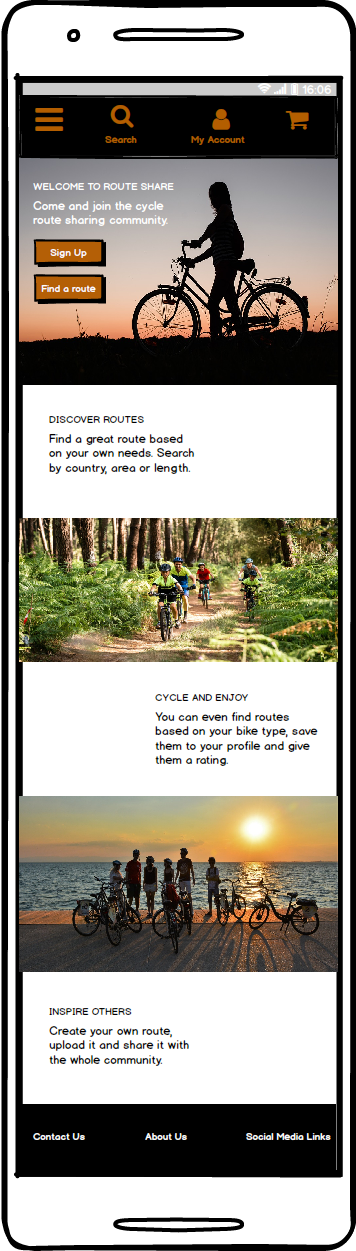 16:06
Search
My Account
WELCOME TO ROUTE SHARE
Come and join the cycle
route sharing community.
Sign Up
Find a route
DISCOVER ROUTES
Find a great route based
on your own needs. Search
by country, area or length.
CYCLE AND ENJOY
You can even find routes
based on your bike type, save
them to your profile and give
them a rating.
INSPIRE OTHERS
Create your own route,
upload it and share it with
the whole community.
Contact Us
About Us
Social Media Links